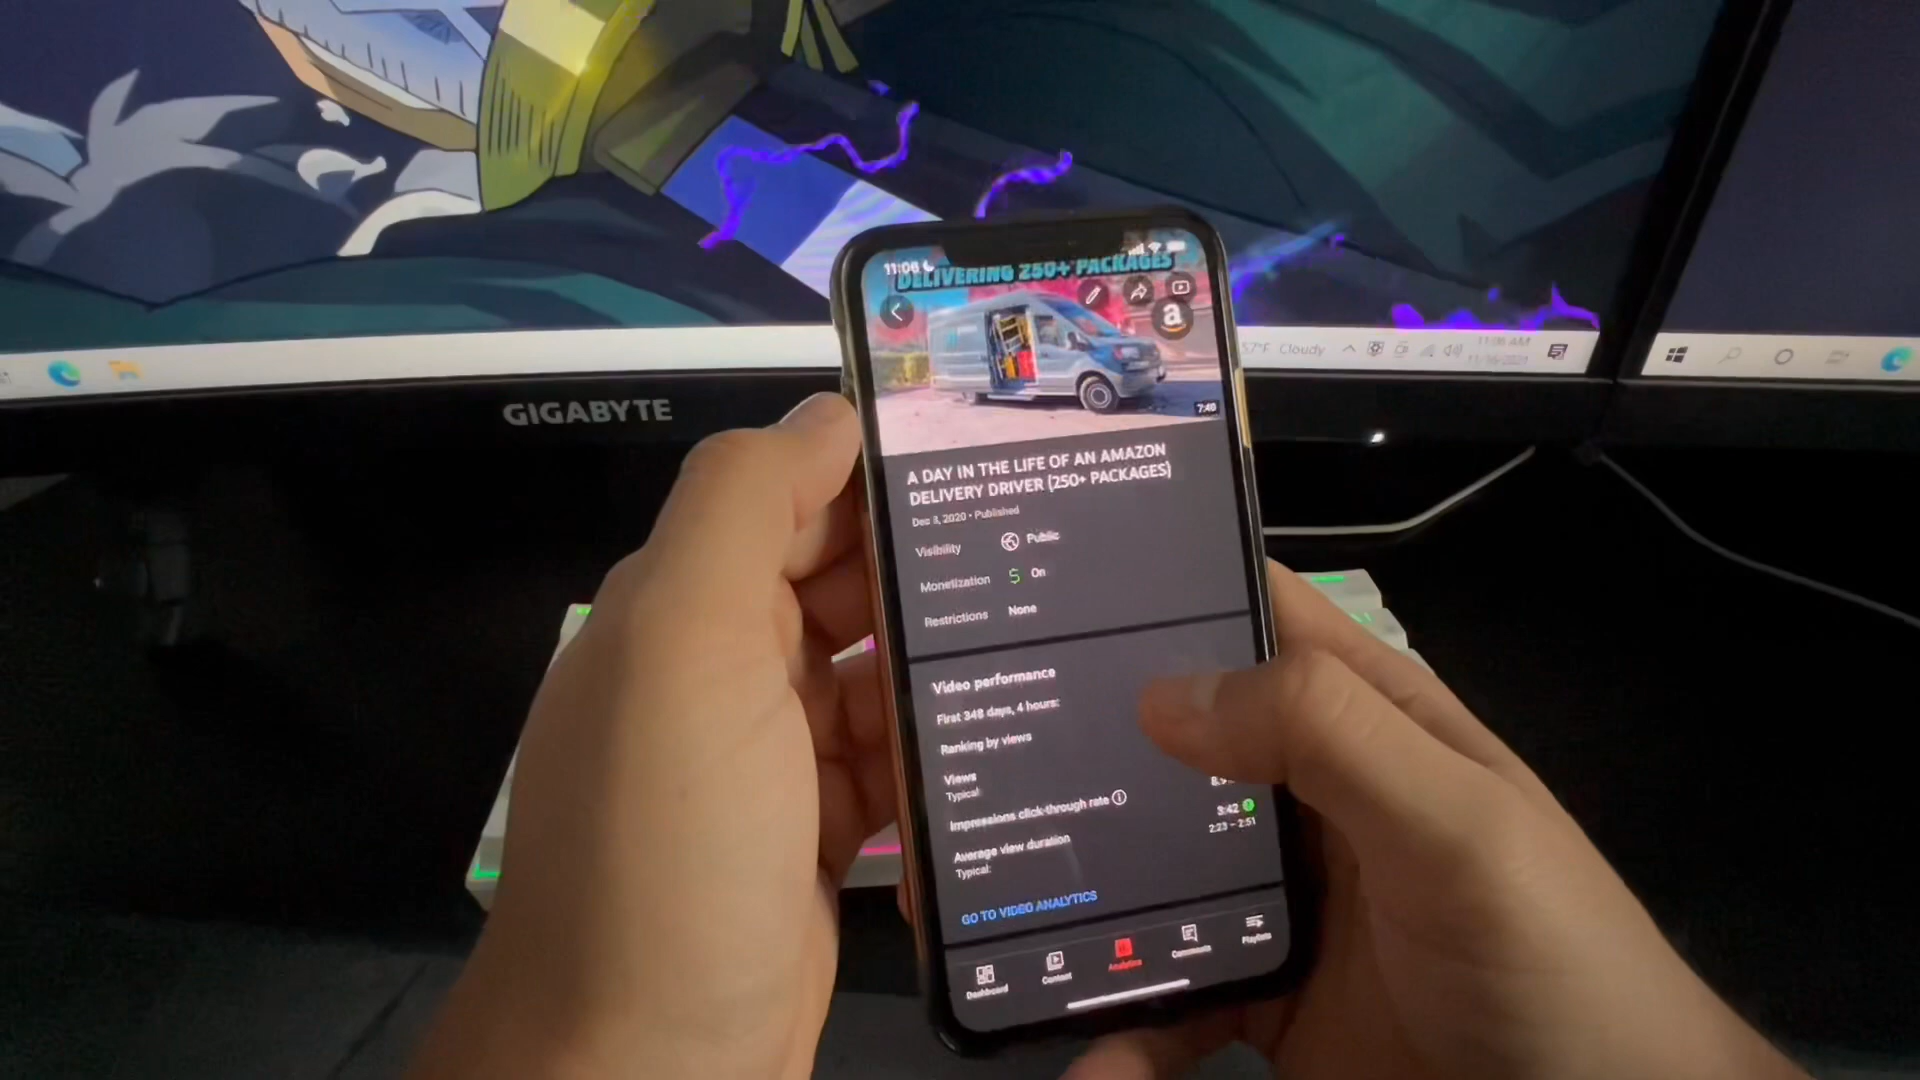 GIGABYTE
57°F Cloudy
11:06 AM
11:06
DELIVERING 250+ PACKAGES
a
7:40
A DAY IN THE LIFE OF AN AMAZON
DELIVERY DRIVER (250+ PACKAGES)
Dec 3, 2020 • Published
Visibility Public
Monetization $ On
Restrictions None
Video performance
First 348 days, 4 hours:
Ranking by views
Views
Typical:
Impressions click-through rate
3:42
Average view duration
2:23 – 2:51
Typical:
GO TO VIDEO ANALYTICS
Dashboard
Content
Analytics
Comments
Playlists